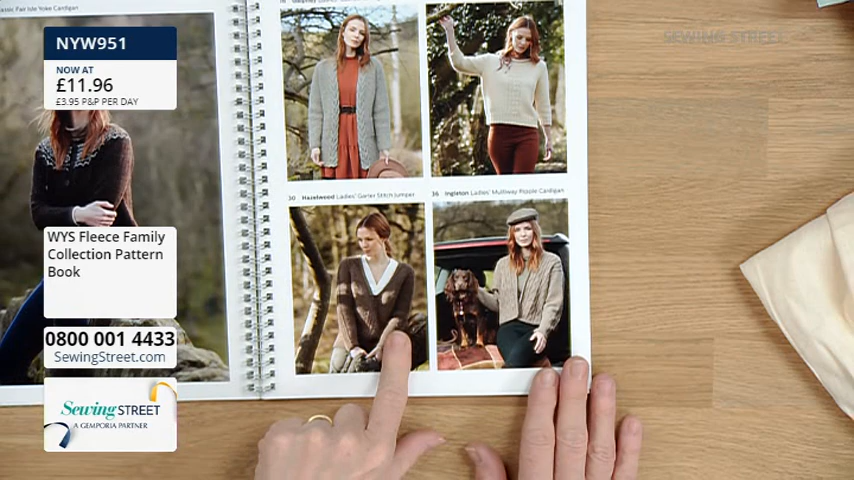 lassic Fair Isle Yoke Cardigan
NYW951
NOW AT
£11.96
£3.95 P&P PER DAY
WYS Fleece Family
Collection Pattern
Book
0800 001 4433
SewingStreet.com
Sewing STREET
A GEMPORIA PARTNER
30 Hazelwood Ladies' Garter Stitch Jumper
36 Ingleton Ladies' Multiway Popple Cardigan
SEWING STREET